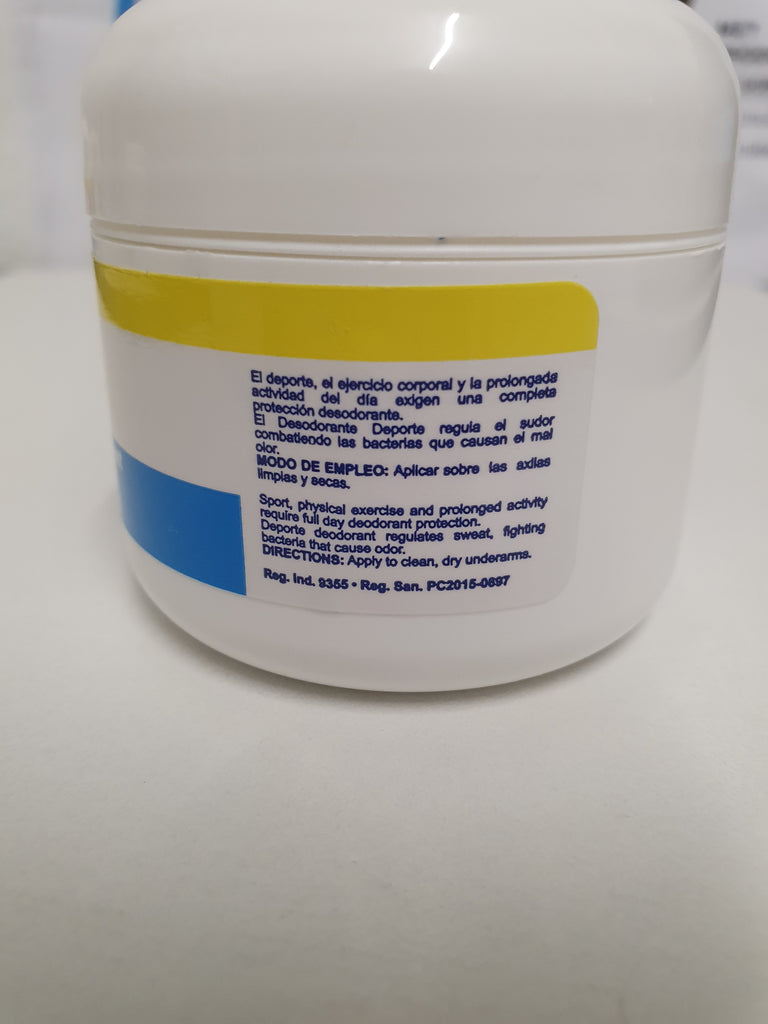 El deporte, el ejercicio corporal y la prolongada
actividad del día exigen una completa
protección desodorante.
El Desodorante Deporte regula el sudor
combatiendo las bacterias que causan el mal
olor.
MODO DE EMPLEO: Aplicar sobre las axilas
limpias y secas.
Sport, physical exercise and prolonged activity
require full day deodorant protection.
Deporte deodorant regulates sweat, fighting
bacteria that cause odor.
DIRECTIONS: Apply to clean, dry underarms.
Reg. Ind. 9355 • Reg. San. PC2015-0697